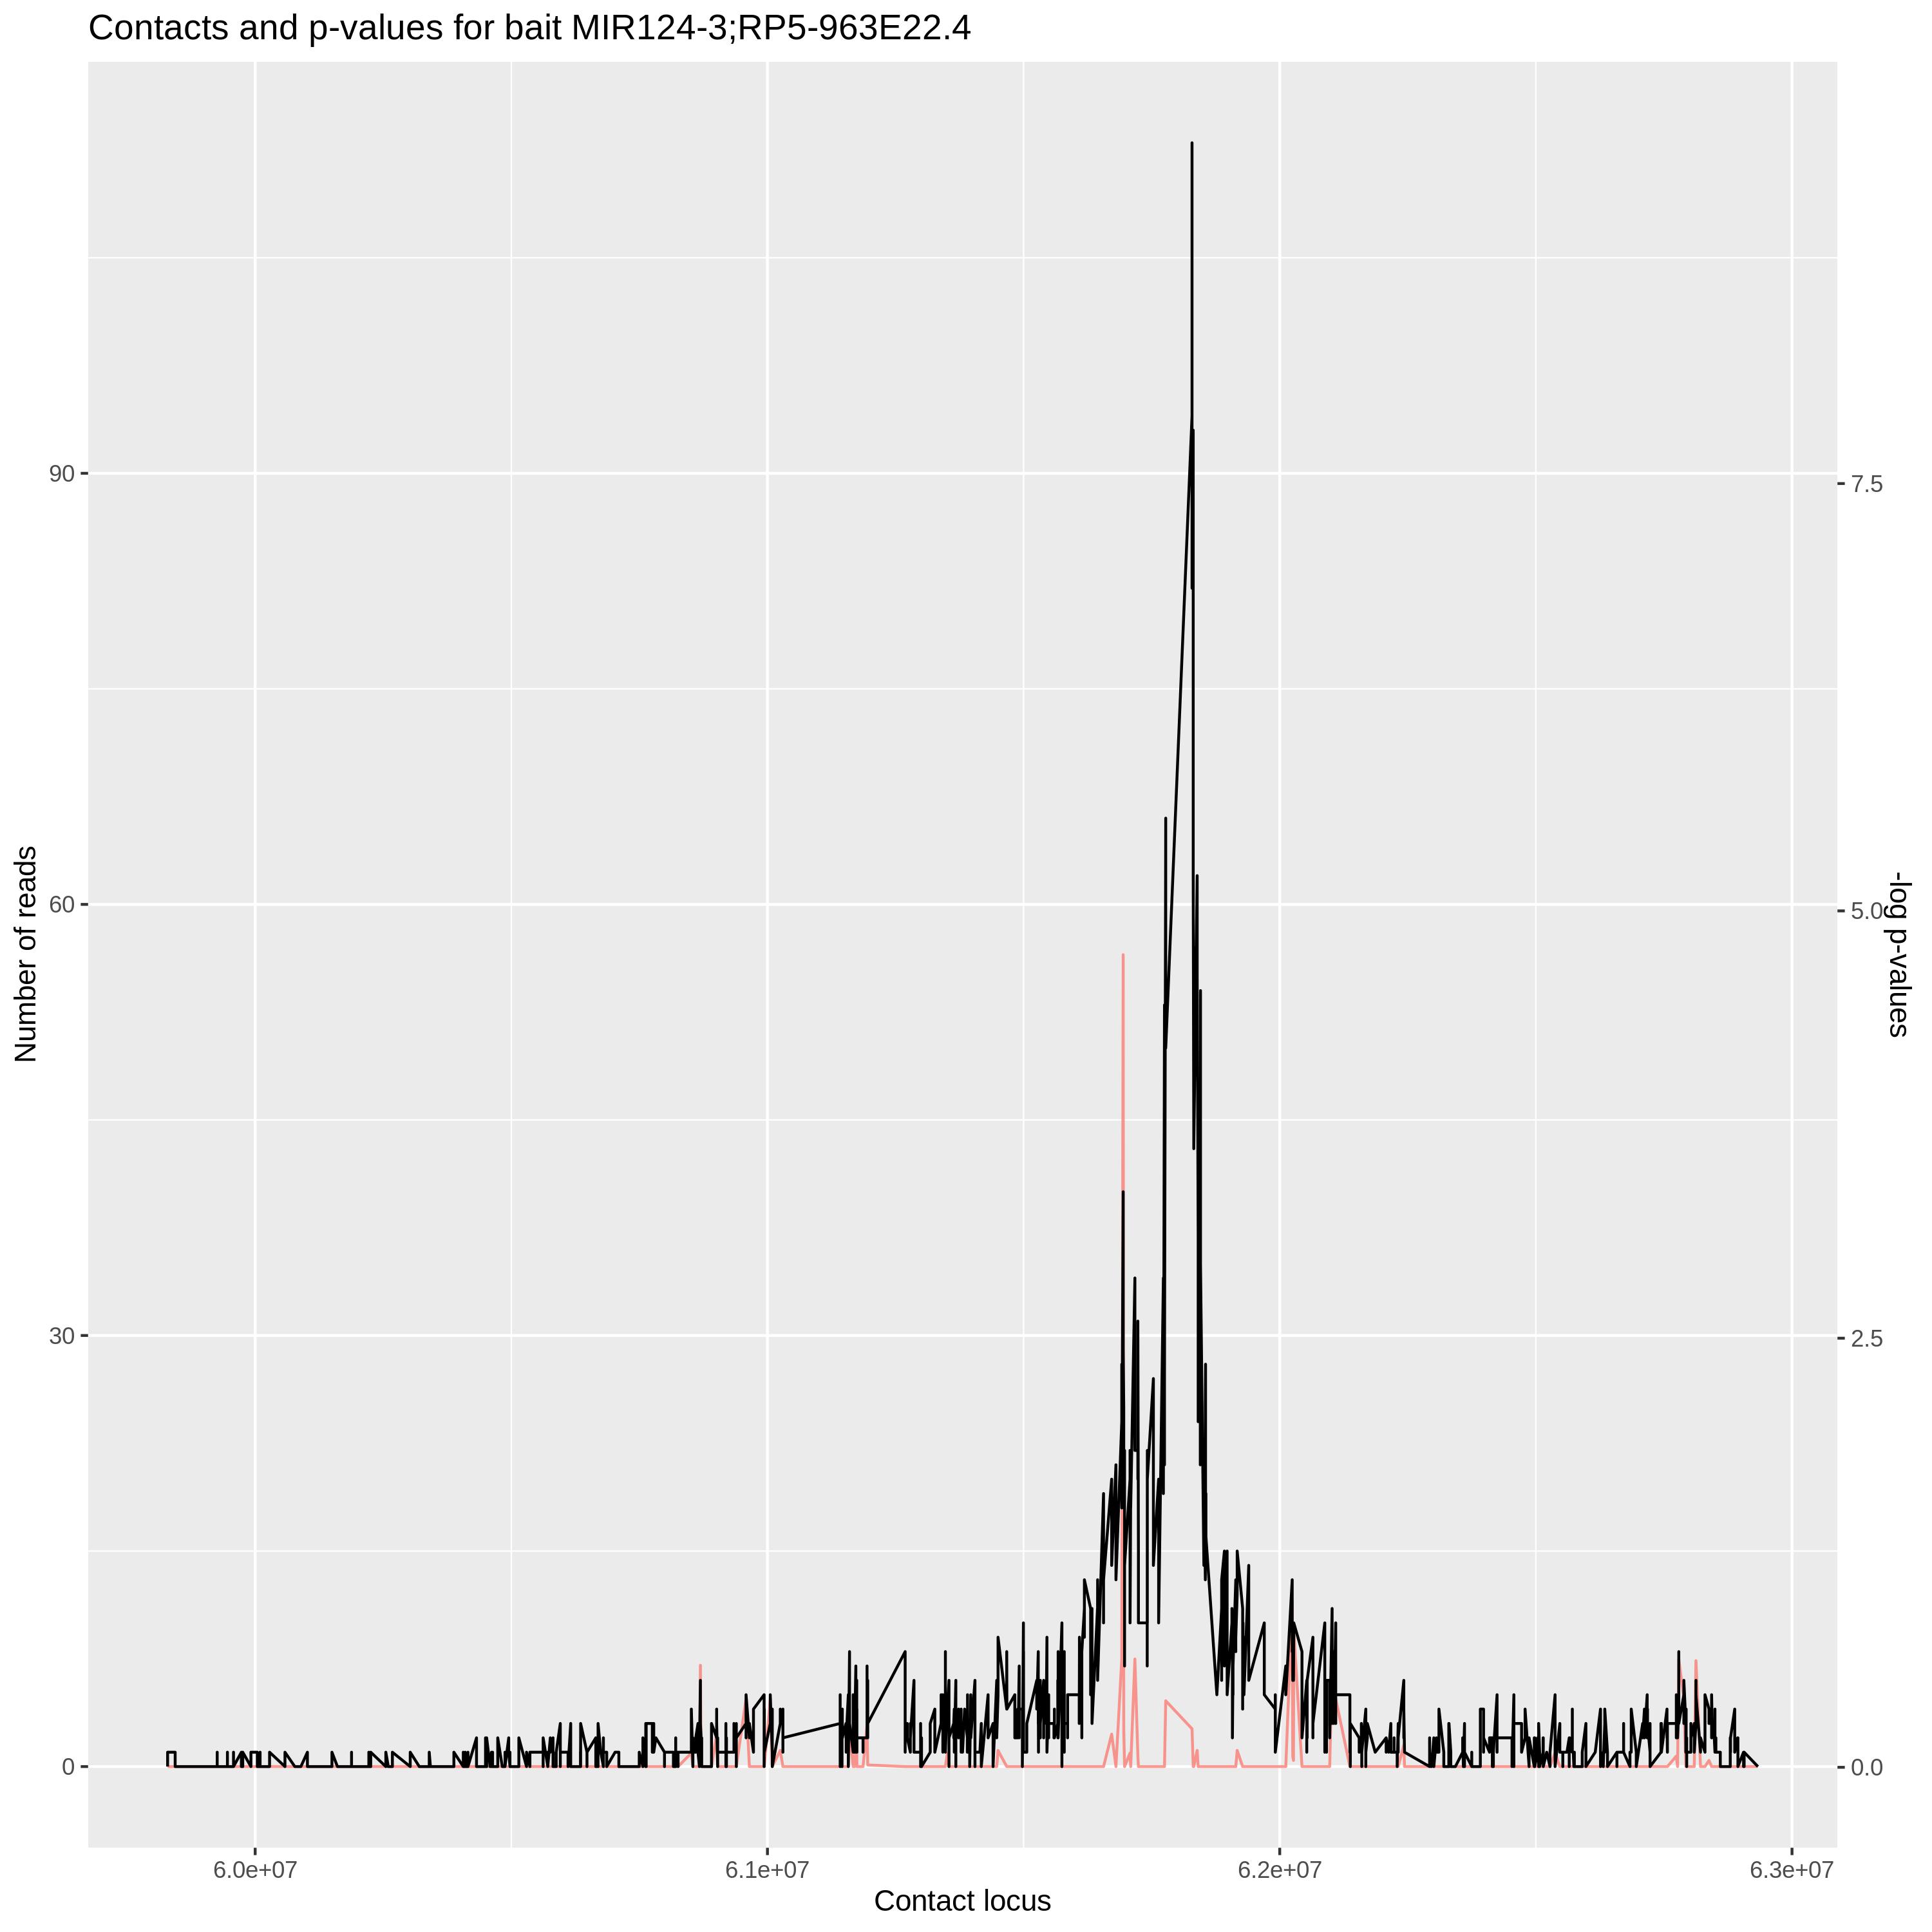 Contacts and p-values for bait MIR124-3;RP5-963E22.4
Number of reads
90
60
30
0
7.5
5.0
2.5
0.0
-log p-values
6.0e+07 6.1e+07 6.2e+07 6.3e+07
Contact locus